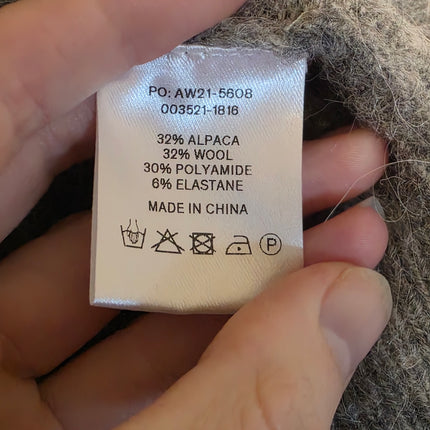 PO: AW21-5608
003521-1816
32% ALPACA
32% WOOL
30% POLYAMIDE
6% ELASTANE
MADE IN CHINA
P